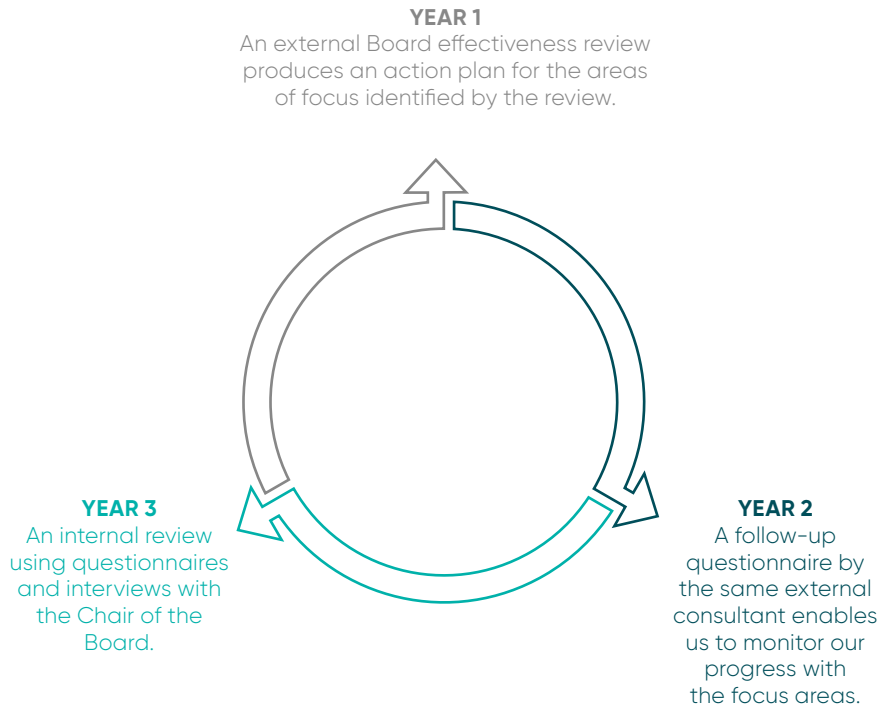 YEAR 1
An external Board effectiveness review
produces an action plan for the areas
of focus identified by the review.
YEAR 2
A follow-up
questionnaire by
the same external
consultant enables
us to monitor our
progress with
the focus areas.
YEAR 3
An internal review
using questionnaires
and interviews with
the Chair of the
Board.